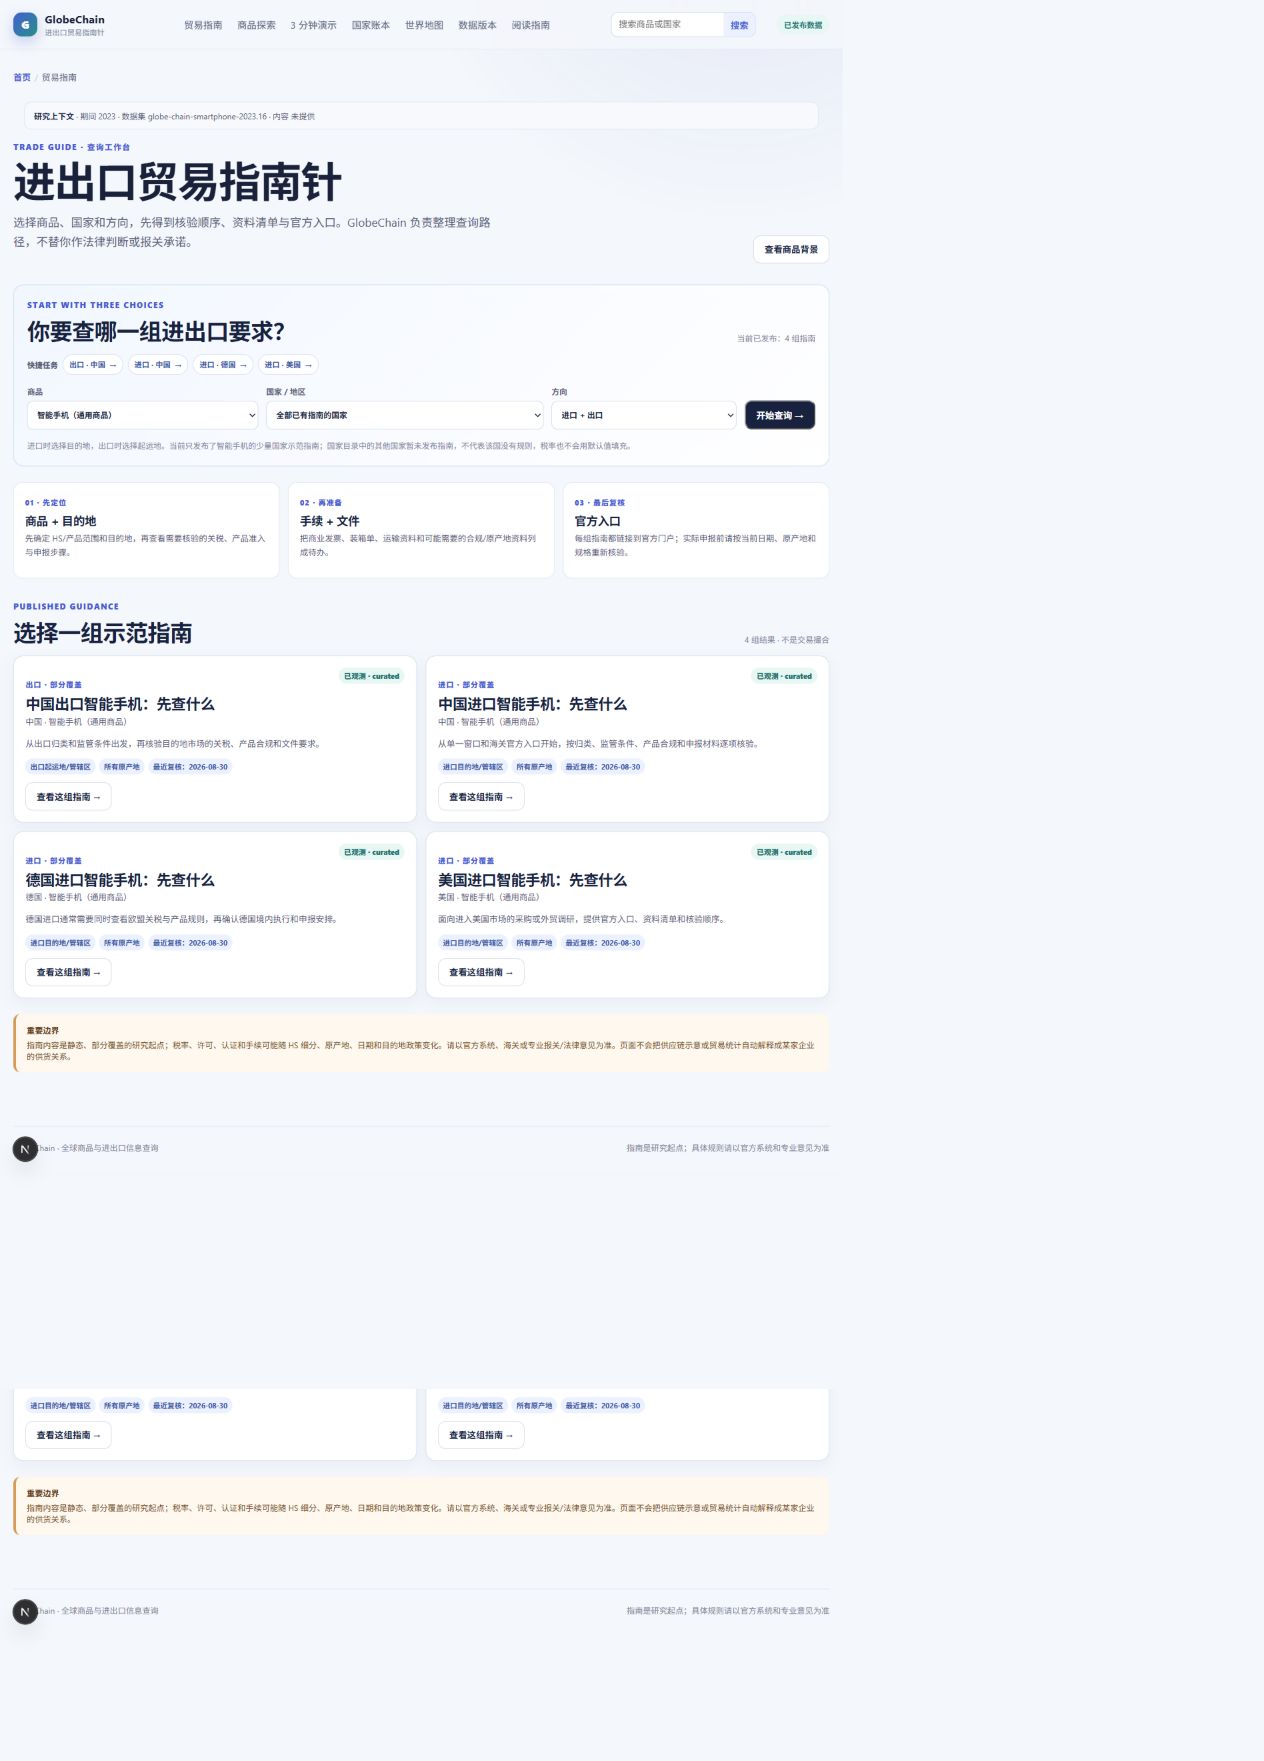 G
GlobeChain
进出口贸易指南针
贸易指南
商品探索
3 分钟演示
国家账本
世界地图
数据版本
阅读指南
搜索商品或国家
搜索
已发布数据
首页 / 贸易指南
研究上下文 · 期间 2023 · 数据集 globe-chain-smartphone-2023.16 · 内容 未提供
TRADE GUIDE · 查询工作台
进出口贸易指南针
选择商品、国家和方向，先得到核验顺序、资料清单与官方入口。GlobeChain 负责整理查询路
径，不替你作法律判断或报关承诺。
查看商品背景
START WITH THREE CHOICES
你要查哪一组进出口要求？
当前已发布：4 组指南
快捷任务
出口 · 中国 →
进口 · 中国 →
进口 · 德国 →
进口 · 美国 →
商品
国家 / 地区
方向
智能手机（通用商品）
全部已有指南的国家
进口 + 出口
开始查询 →
进口时选择目的地，出口时选择起运地。当前只发布了智能手机的少量国家示范指南；国家目录中的其他国家暂未发布指南，不代表该国没有规则，税率也不会用默认值填充。
01 · 先定位
商品 + 目的地
先确定 HS/产品范围和目的地，再查看需要核验的关税、产品准入
与申报步骤。
02 · 再准备
手续 + 文件
把商业发票、装箱单、运输资料和可能需要的合规/原产地资料列
成待办。
03 · 最后复核
官方入口
每组指南都链接到官方门户；实际申报前请按当前日期、原产地和
规格重新核验。
PUBLISHED GUIDANCE
选择一组示范指南
4 组结果 · 不是交易撮合
已观测 · curated
出口 · 部分覆盖
中国出口智能手机：先查什么
中国 · 智能手机（通用商品）
从出口归类和监管条件出发，再核验目的地市场的关税、产品合规和文件要求。
出口起运地/管辖区
所有原产地
最近复核：2026-08-30
查看这组指南 →
已观测 · curated
进口 · 部分覆盖
中国进口智能手机：先查什么
中国 · 智能手机（通用商品）
从单一窗口和海关官方入口开始，按归类、监管条件、产品合规和申报材料逐项核验。
进口目的地/管辖区
所有原产地
最近复核：2026-08-30
查看这组指南 →
已观测 · curated
进口 · 部分覆盖
德国进口智能手机：先查什么
德国 · 智能手机（通用商品）
德国进口通常需要同时查看欧盟关税与产品规则，再确认德国境内执行和申报安排。
进口目的地/管辖区
所有原产地
最近复核：2026-08-30
查看这组指南 →
已观测 · curated
进口 · 部分覆盖
美国进口智能手机：先查什么
美国 · 智能手机（通用商品）
面向进入美国市场的采购或外贸调研，提供官方入口、资料清单和核验顺序。
进口目的地/管辖区
所有原产地
最近复核：2026-08-30
查看这组指南 →
重要边界
指南内容是静态、部分覆盖的研究起点；税率、许可、认证和手续可能随 HS 细分、原产地、日期和目的地政策变化。请以官方系统、海关或专业报关/法律意见为准。页面不会把供应链示意或贸易统计自动解释成某家企业
的供货关系。
N
Chain · 全球商品与进出口信息查询
指南是研究起点；具体规则请以官方系统和专业意见为准
进口目的地/管辖区
所有原产地
最近复核：2026-08-30
查看这组指南 →
进口目的地/管辖区
所有原产地
最近复核：2026-08-30
查看这组指南 →
重要边界
指南内容是静态、部分覆盖的研究起点；税率、许可、认证和手续可能随 HS 细分、原产地、日期和目的地政策变化。请以官方系统、海关或专业报关/法律意见为准。页面不会把供应链示意或贸易统计自动解释成某家企业
的供货关系。
N
Chain · 全球商品与进出口信息查询
指南是研究起点；具体规则请以官方系统和专业意见为准